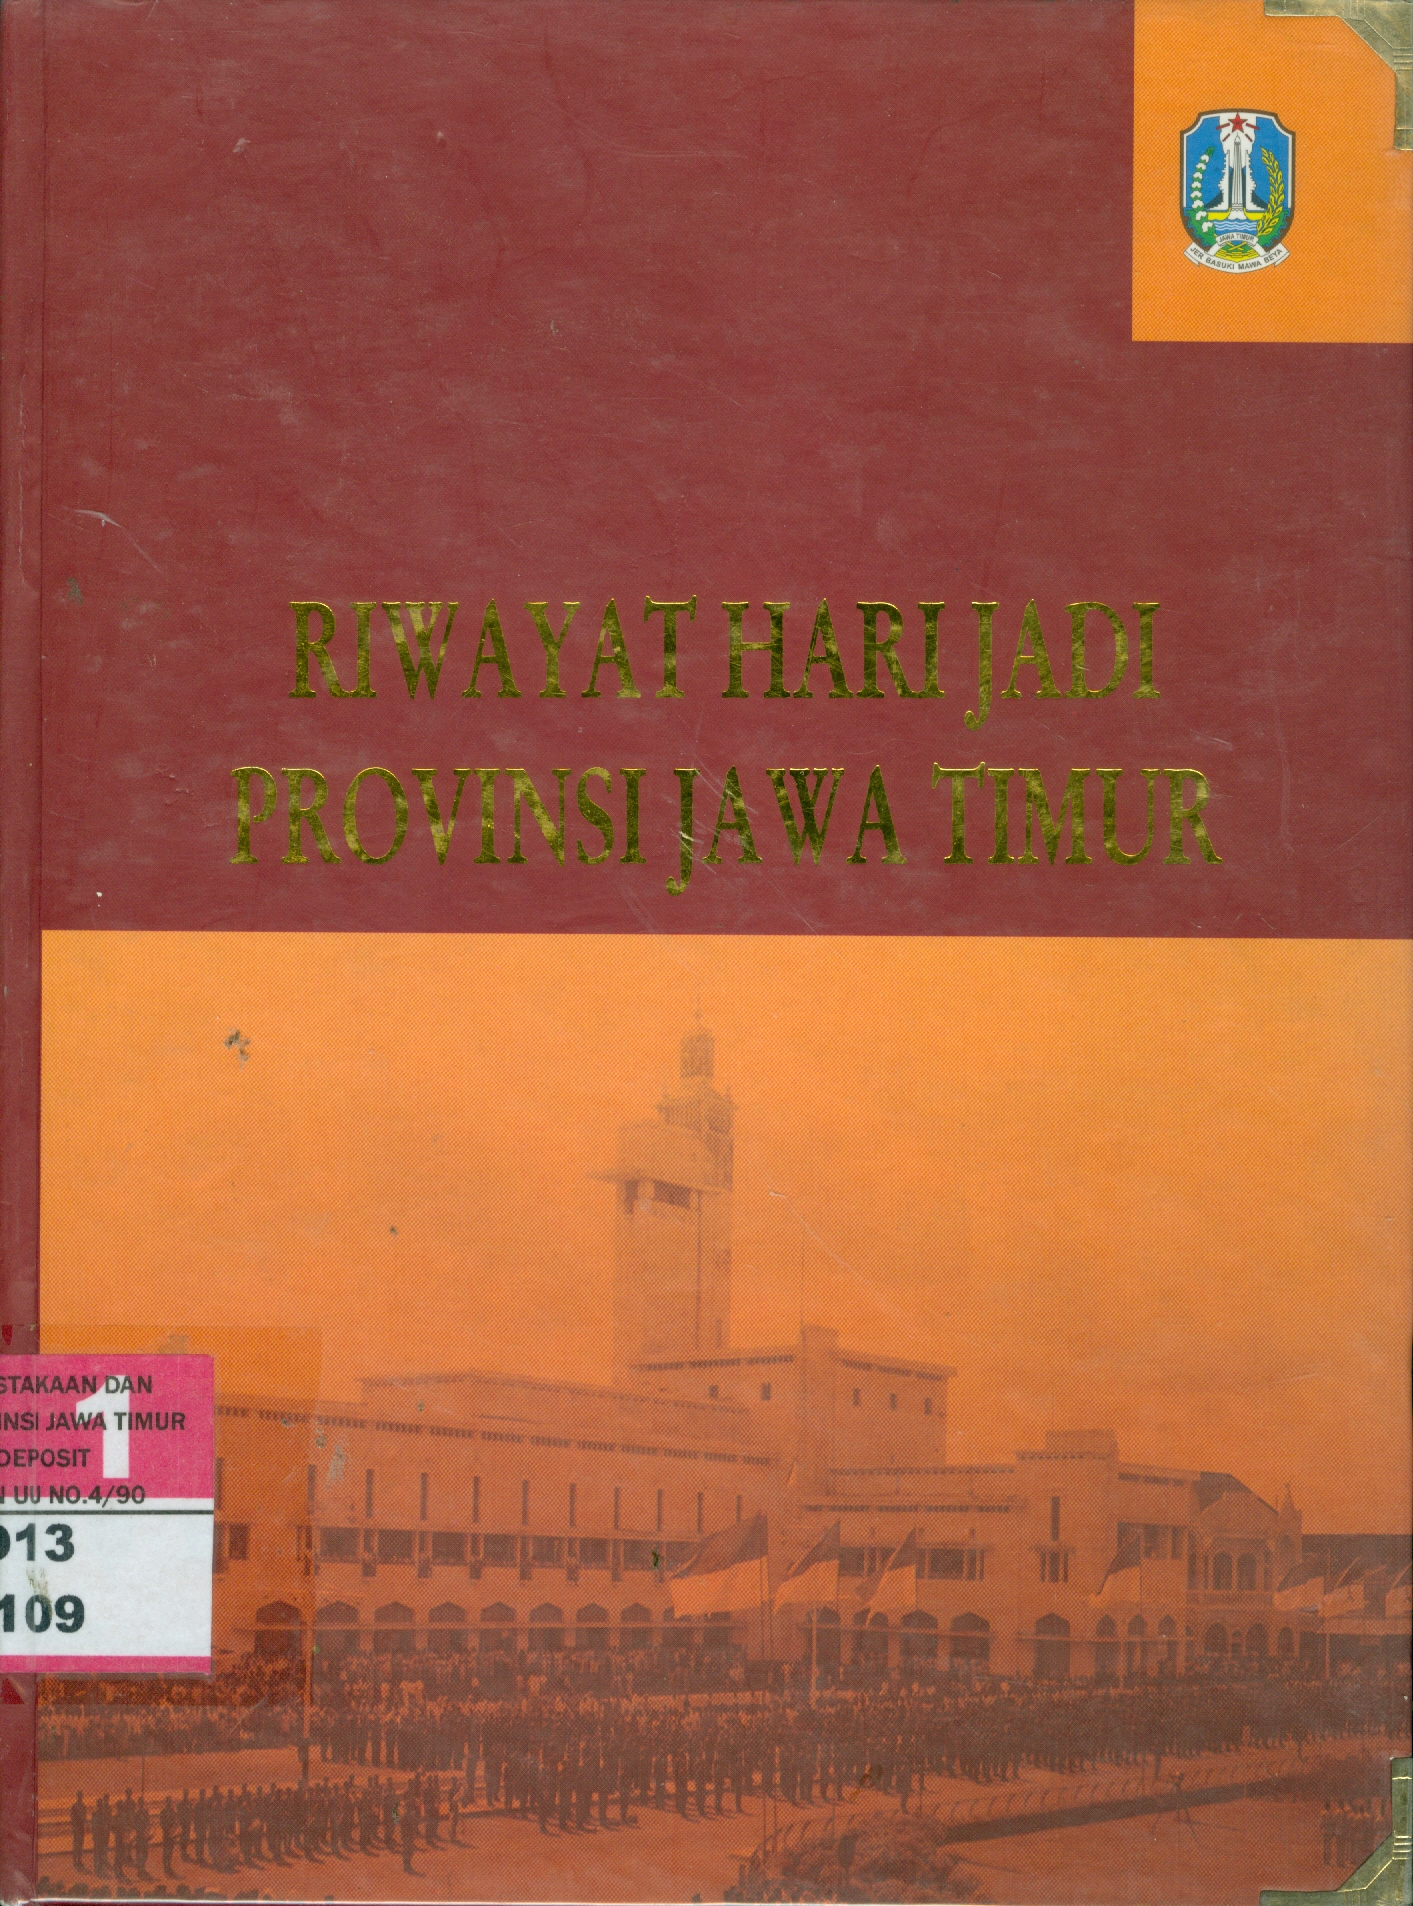 JAWA TIMUR
JER BASUKI MAWA BEYA
RIWAYAT HARI JADI
PROVINSI JAWA TIMUR
1
STAKAAN DAN
INSI JAWA TIMUR
DEPOSIT
UU NO.4/90
013
109